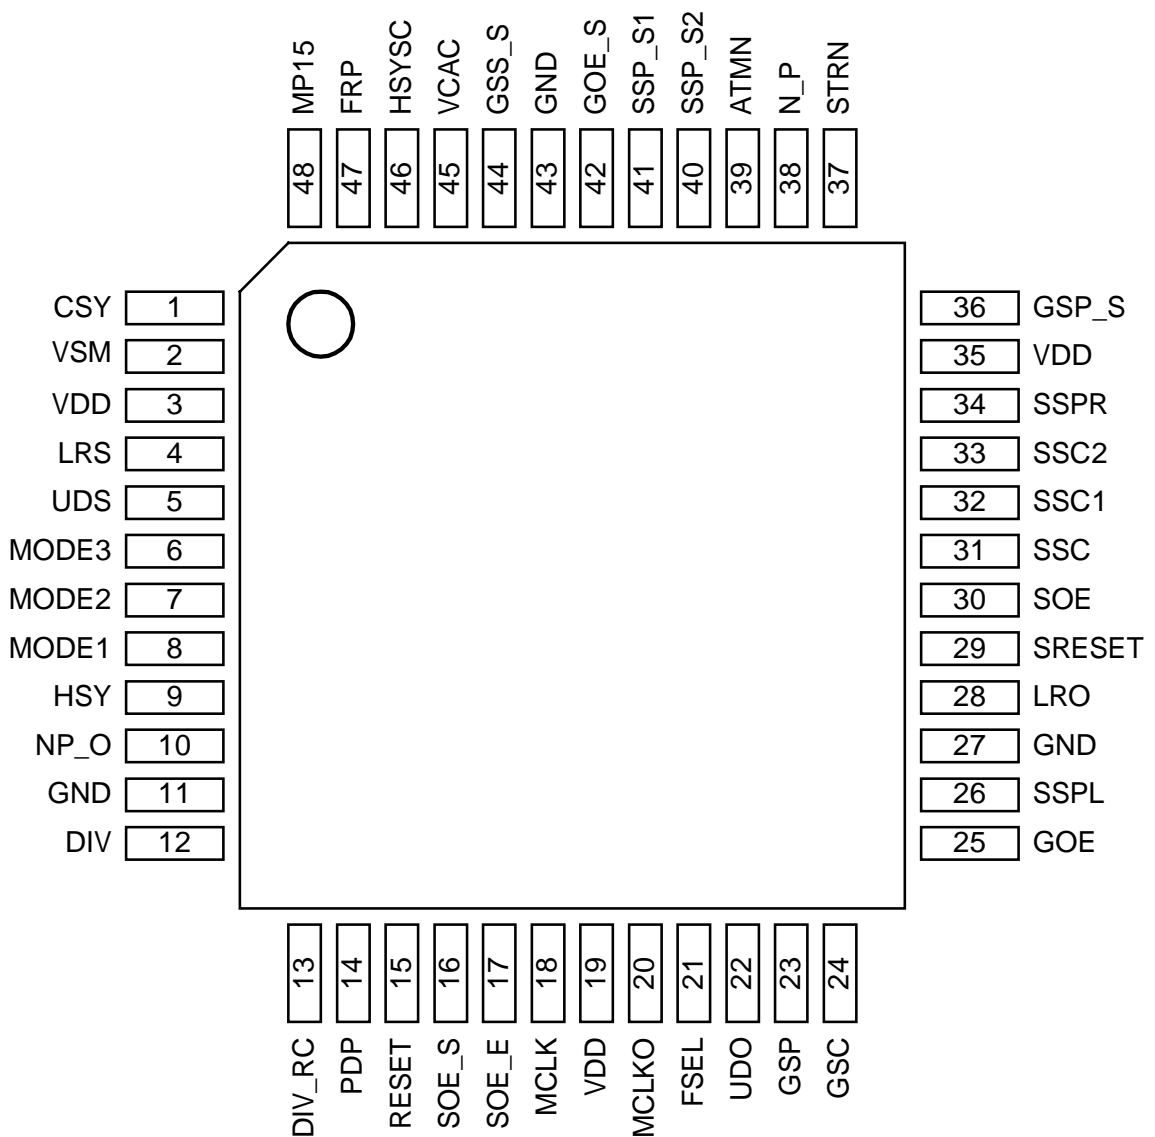 MP15 FRP HSYSC VCAC GSS_S GND GOE_S SSP_S1 SSP_S2 ATMN N_P STRN
48 47 46 45 44 43 42 41 40 39 38 37
CSY 1 36 GSP_S
VSM 2 35 VDD
VDD 3 34 SSPR
LRS 4 33 SSC2
UDS 5 32 SSC1
MODE3 6 31 SSC
MODE2 7 30 SOE
MODE1 8 29 SRESET
HSY 9 28 LRO
NP_O 10 27 GND
GND 11 26 SSPL
DIV 12 25 GOE
13 14 15 16 17 18 19 20 21 22 23 24
DIV_RC PDP RESET SOE_S SOE_E MCLK VDD MCLKO FSEL UDO GSP GSC